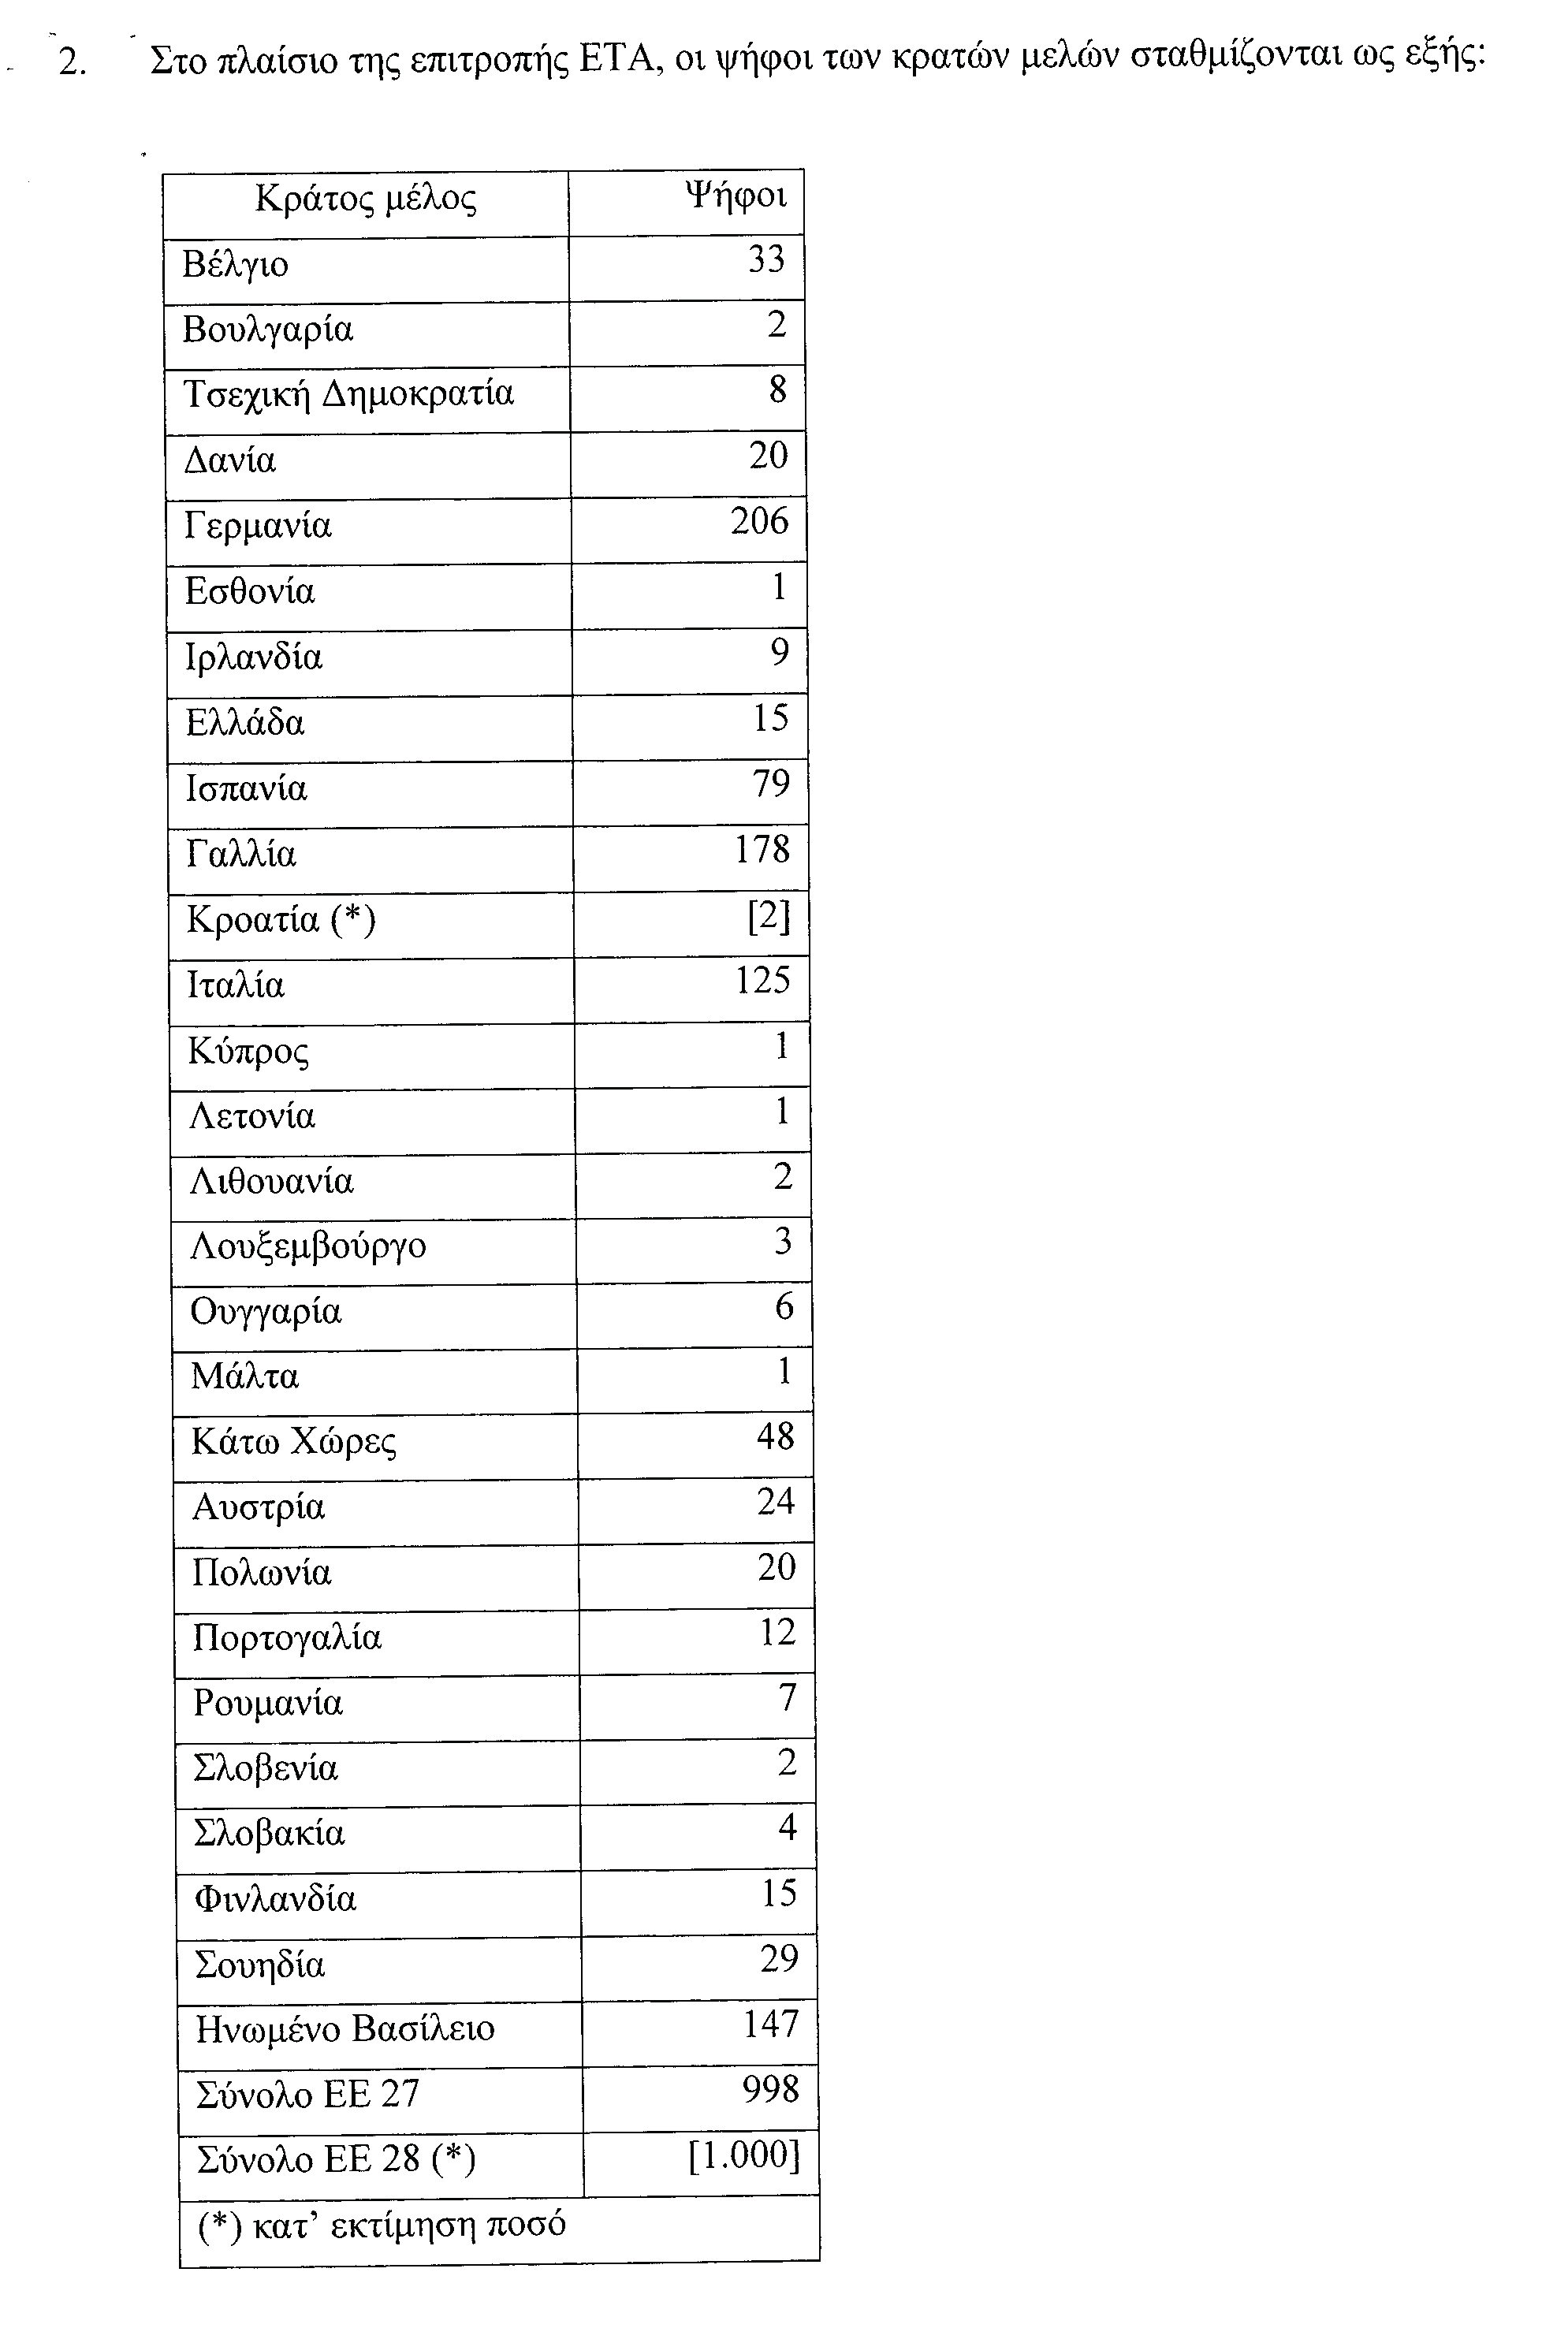 2. Στο πλαίσιο της επιτροπής ΕΤΑ, οι ψήφοι των κρατών μελών σταθμίζονται ως εξής:
Κράτος μέλος Ψήφοι
Βέλγιο 33
Βουλγαρία 2
Τσεχική Δημοκρατία 8
Δανία 20
Γερμανία 206
Εσθονία 1
Ιρλανδία 9
Ελλάδα 15
Ισπανία 79
Γαλλία 178
Κροατία (*) [2]
Ιταλία 125
Κύπρος 1
Λετονία 1
Λιθουανία 2
Λουξεμβούργο 3
Ουγγαρία 6
Μάλτα 1
Κάτω Χώρες 48
Αυστρία 24
Πολωνία 20
Πορτογαλία 12
Ρουμανία 7
Σλοβενία 2
Σλοβακία 4
Φινλανδία 15
Σουηδία 29
Ηνωμένο Βασίλειο 147
Σύνολο ΕΕ 27 998
Σύνολο ΕΕ 28 (*) [1.000]
(*) κατ’ εκτίμηση ποσό